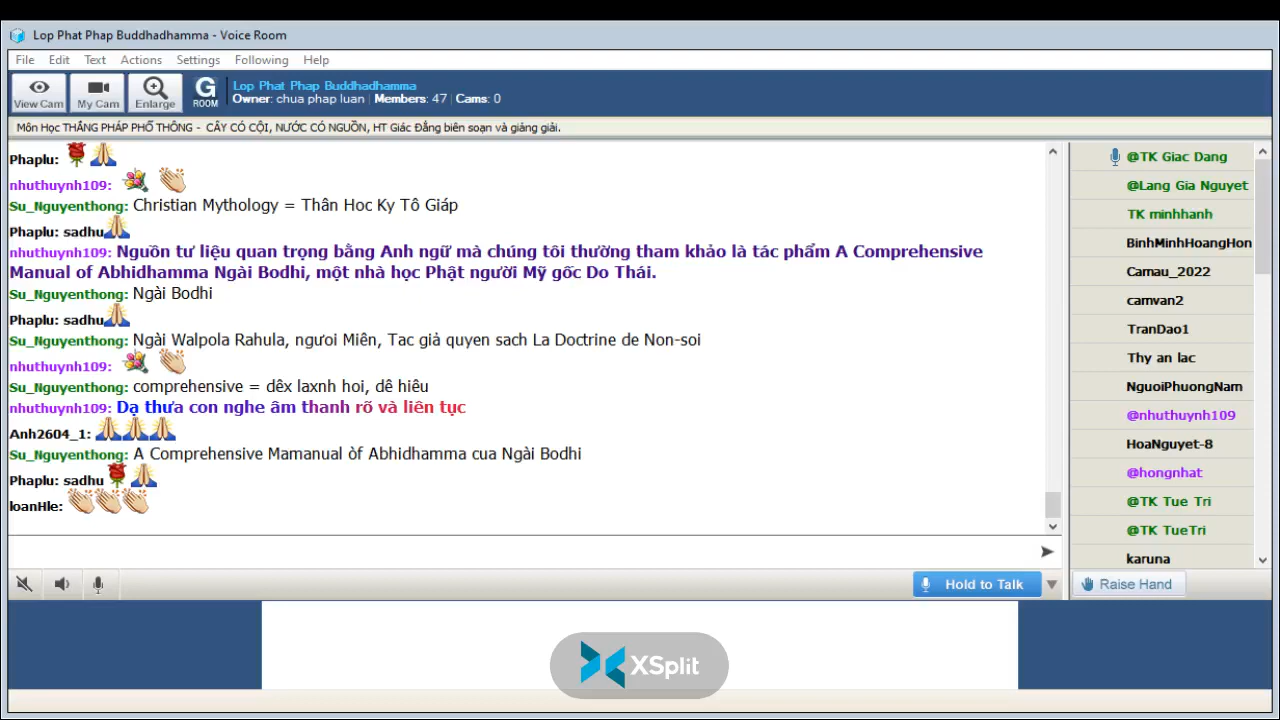 Lop Phat Phap Buddhadhamma - Voice Room
File Edit Text Actions Settings Following Help
View Cam My Cam Enlarge G ROOM
Lop Phat Phap Buddhadhamma
Owner: chua phap luan | Members: 47 | Cams: 0
Môn Học THẮNG PHÁP PHỔ THÔNG - CÂY CÓ CỘI, NƯỚC CÓ NGUỒN, HT Giác Đẳng biên soạn và giảng giải.
Phaplu:
nhuthuynh109:
Su_Nguyenthong: Christian Mythology = Thân Hoc Ky Tô Giáp
Phaplu: sadhu
nhuthuynh109: Nguồn tư liệu quan trọng bằng Anh ngữ mà chúng tôi thường tham khảo là tác phẩm A Comprehensive
Manual of Abhidhamma Ngài Bodhi, một nhà học Phật người Mỹ gốc Do Thái.
Su_Nguyenthong: Ngài Bodhi
Phaplu: sadhu
Su_Nguyenthong: Ngài Walpola Rahula, ngươi Miên, Tac giả quyen sach La Doctrine de Non-soi
nhuthuynh109:
Su_Nguyenthong: comprehensive = dêx laxnh hoi, dê hiêu
nhuthuynh109: Dạ thưa con nghe âm thanh rõ và liên tục
Anh2604_1:
Su_Nguyenthong: A Comprehensive Mamanual òf Abhidhamma cua Ngài Bodhi
Phaplu: sadhu
loanHle:
@TK Giac Dang
@Lang Gia Nguyet
TK minhhanh
BinhMinhHoangHon
Camau_2022
camvan2
TranDao1
Thy an lac
NguoiPhuongNam
@nhuthuynh109
HoaNguyet-8
@hongnhat
@TK Tue Tri
@TK TueTri
karuna
Hold to Talk
Raise Hand
XSplit